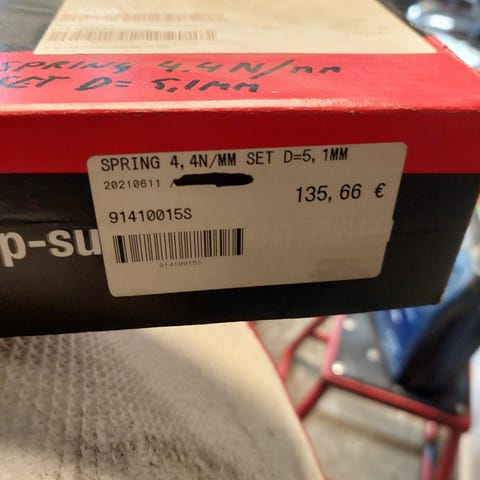 SPRING 4.4N/mm
SET D= 5,1MM
SPRING 4,4N/MM SET D=5,1MM
20210611 /
135,66 €
91410015S
91410015S
p-su